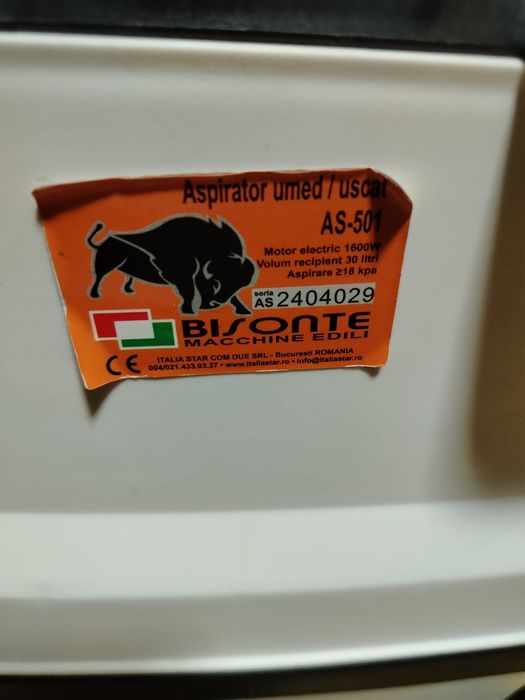 Aspirator umed / uscat
AS-501
Motor electric 1600W
Volum recipient 30 litri
Aspirare ≥18 kpa
seria
AS 2404029
BISONTE
MACCHINE EDILI
CE
ITALIA STAR COM DUE SRL - Bucuresti ROMANIA
004/021.433.03.27 • www.italiastar.ro • info@italiastar.ro